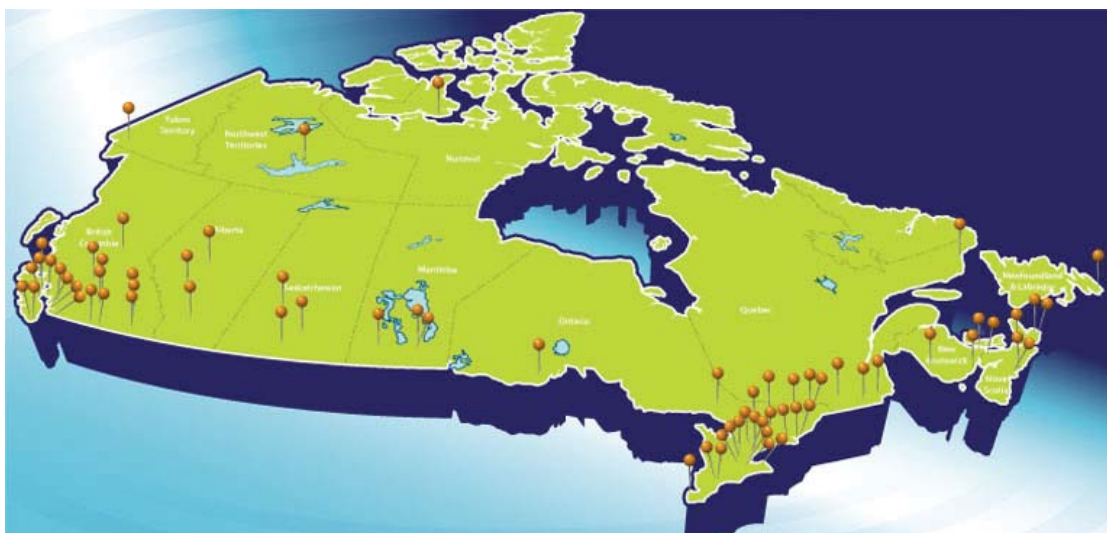 Yukon
Territory
Northwest
Territories
Nunavut
British
Columbia
Alberta
Saskatchewan
Manitoba
Ontario
Quebec
Newfoundland
& Labrador
New
Brunswick
Nova
Scotia